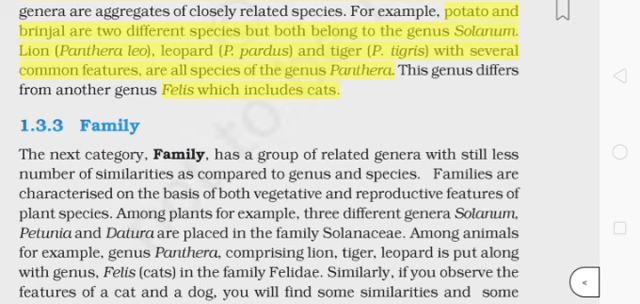 genera are aggregates of closely related species. For example, potato and
brinjal are two different species but both belong to the genus Solanum.
Lion (Panthera leo), leopard (P. pardus) and tiger (P. tigris) with several
common features, are all species of the genus Panthera. This genus differs
from another genus Felis which includes cats.
1.3.3 Family
The next category, Family, has a group of related genera with still less
number of similarities as compared to genus and species. Families are
characterised on the basis of both vegetative and reproductive features of
plant species. Among plants for example, three different genera Solanum,
Petunia and Datura are placed in the family Solanaceae. Among animals
for example, genus Panthera, comprising lion, tiger, leopard is put along
with genus, Felis (cats) in the family Felidae. Similarly, if you observe the
features of a cat and a dog, you will find some similarities and some